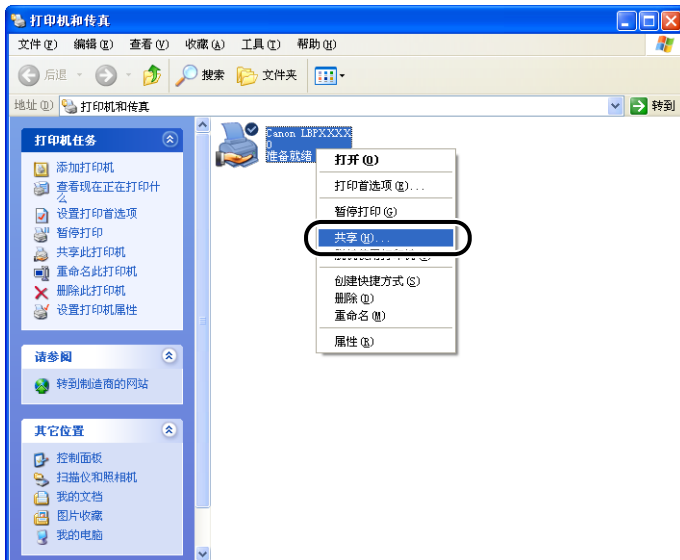 打印机和传真
文件(F) 编辑(E) 查看(V) 收藏(A) 工具(T) 帮助(H)
后退 搜索 文件夹
地址(D) 打印机和传真 转到
打印机任务
添加打印机
查看现在正在打印什
么
设置打印首选项
暂停打印
共享此打印机
重命名此打印机
删除此打印机
设置打印机属性
请参阅
转到制造商的网站
其它位置
控制面板
扫描仪和照相机
我的文档
图片收藏
我的电脑
Canon LBPXXXX
0
准备就绪
打开(O)
打印首选项(E)...
暂停打印(G)
共享(H)...
创建快捷方式(S)
删除(D)
重命名(M)
属性(R)